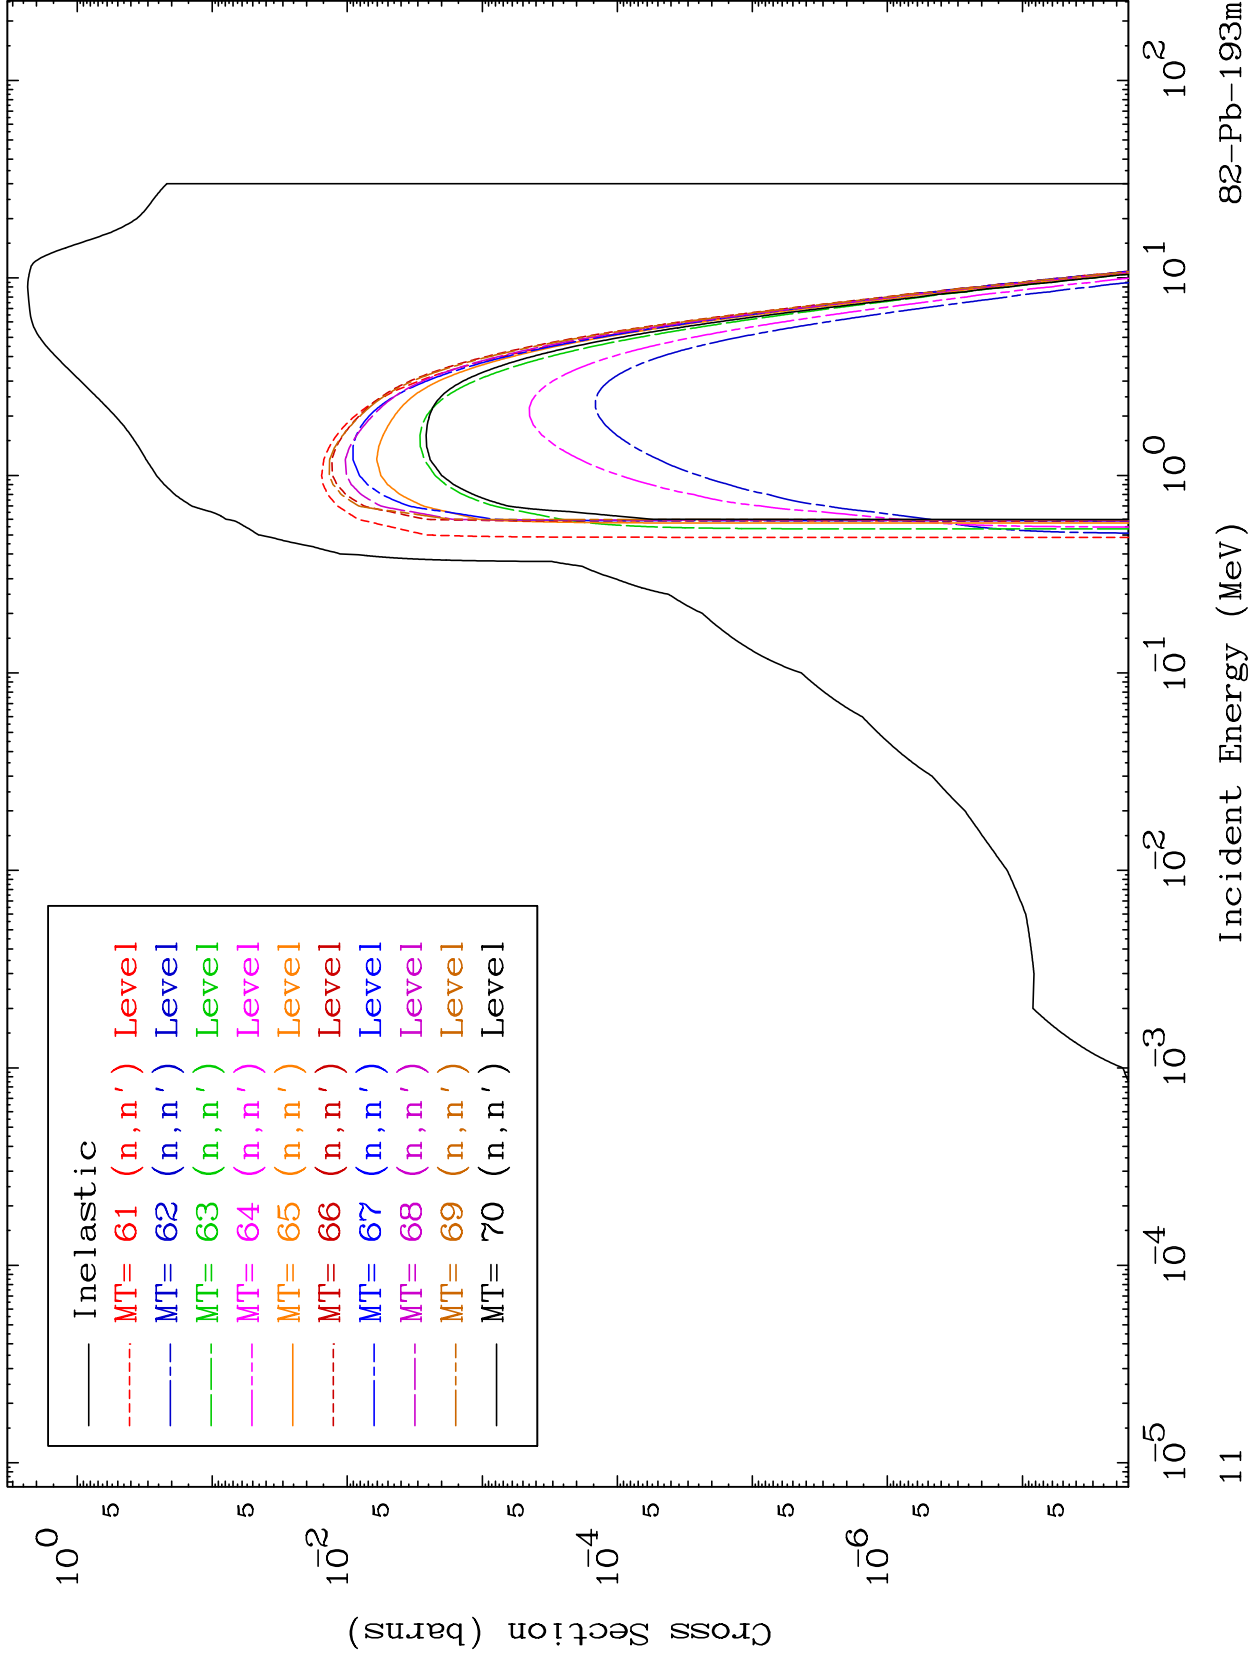 Inelastic
MT= 61 (n,n') Level
MT= 62 (n,n') Level
MT= 63 (n,n') Level
MT= 64 (n,n') Level
MT= 65 (n,n') Level
MT= 66 (n,n') Level
MT= 67 (n,n') Level
MT= 68 (n,n') Level
MT= 69 (n,n') Level
MT= 70 (n,n') Level
Cross Section (barns)
10^0
5
10^-2
5
5
10^-4
5
5
10^-6
5
5
10^-5
10^-4
10^-3
10^-2
10^-1
10^0
10^1
10^2
11
Incident Energy (MeV)
82-Pb-193m